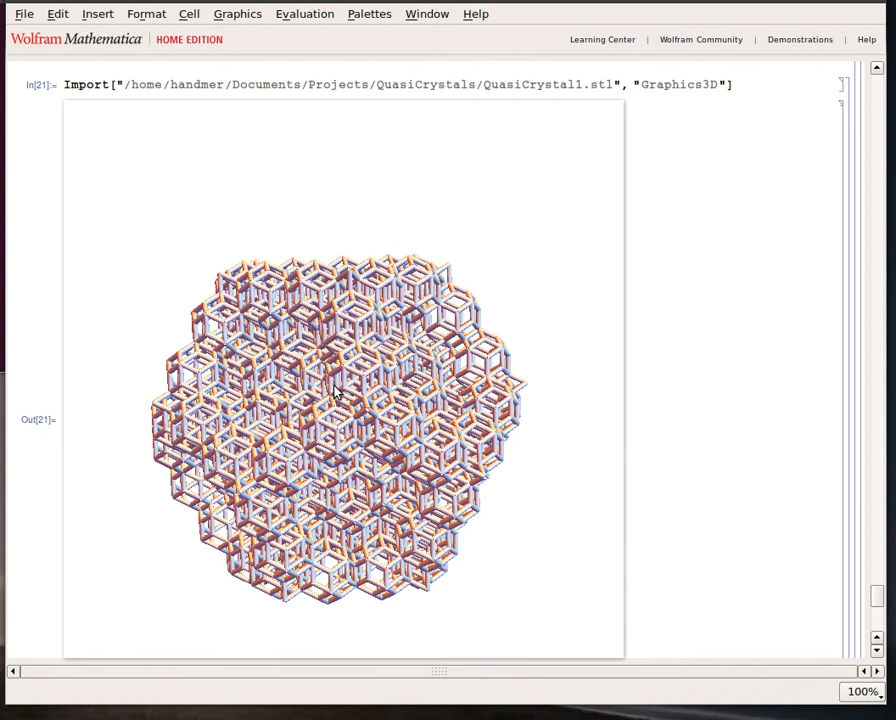 File Edit Insert Format Cell Graphics Evaluation Palettes Window Help
Wolfram Mathematica | HOME EDITION Learning Center | Wolfram Community | Demonstrations | Help
In[21]:= Import["/home/handmer/Documents/Projects/QuasiCrystals/QuasiCrystal1.stl", "Graphics3D"]
Out[21]=
100%